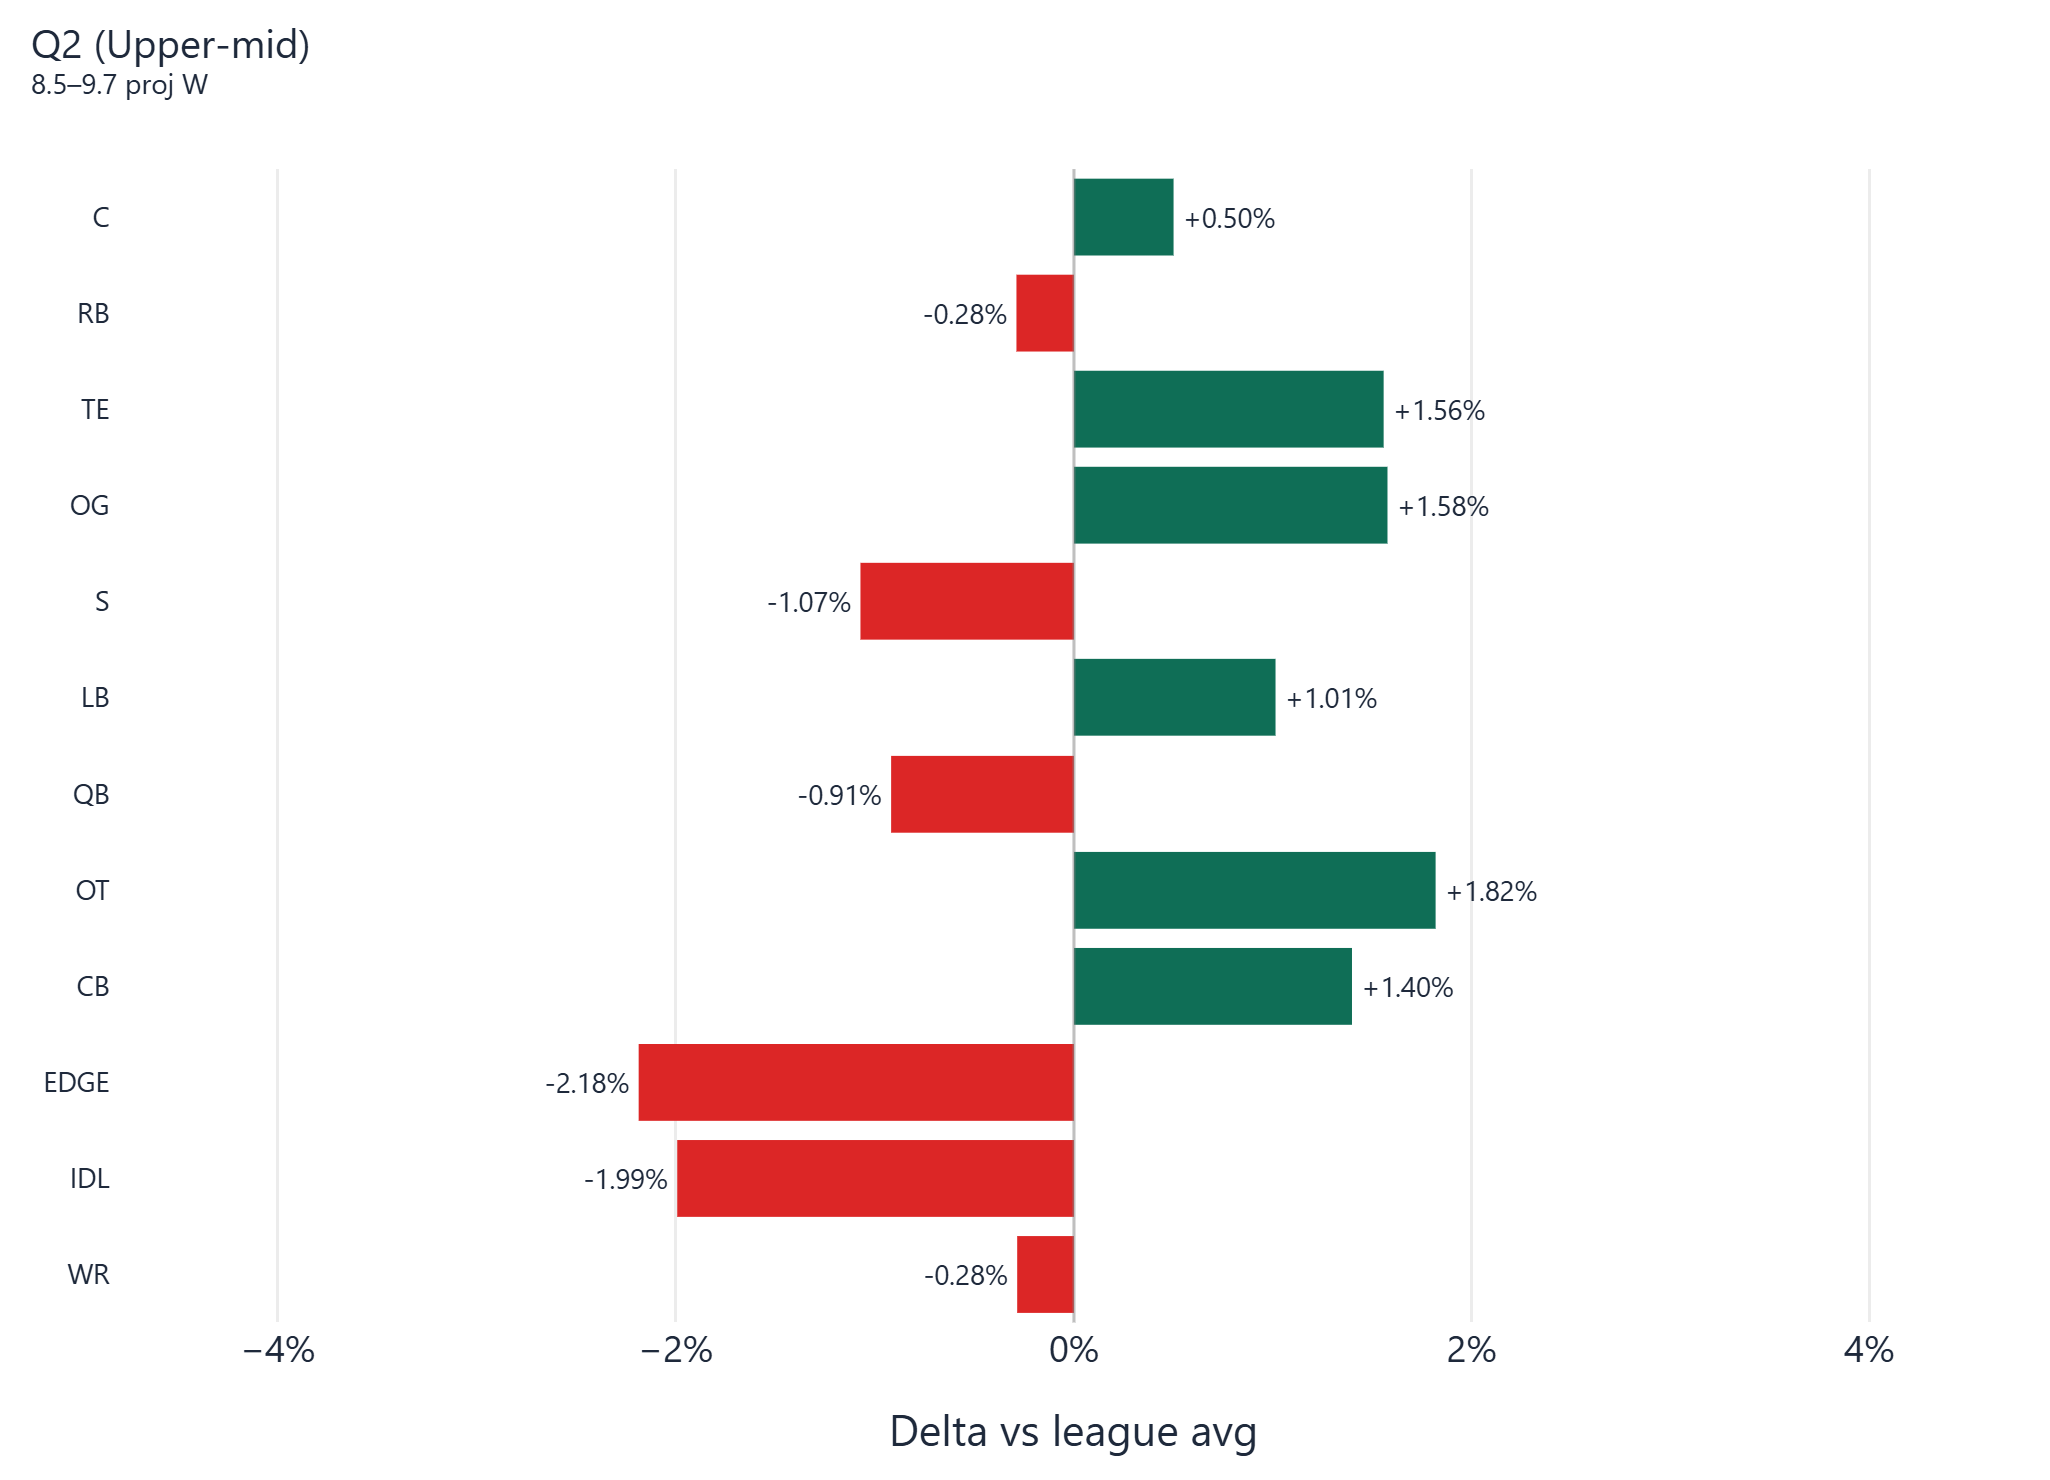 Q2 (Upper-mid)
8.5–9.7 proj W
C
+0.50%
RB
-0.28%
TE
+1.56%
OG
+1.58%
S
-1.07%
LB
+1.01%
QB
-0.91%
OT
+1.82%
CB
+1.40%
EDGE
-2.18%
IDL
-1.99%
WR
-0.28%
−4%
−2%
0%
2%
4%
Delta vs league avg